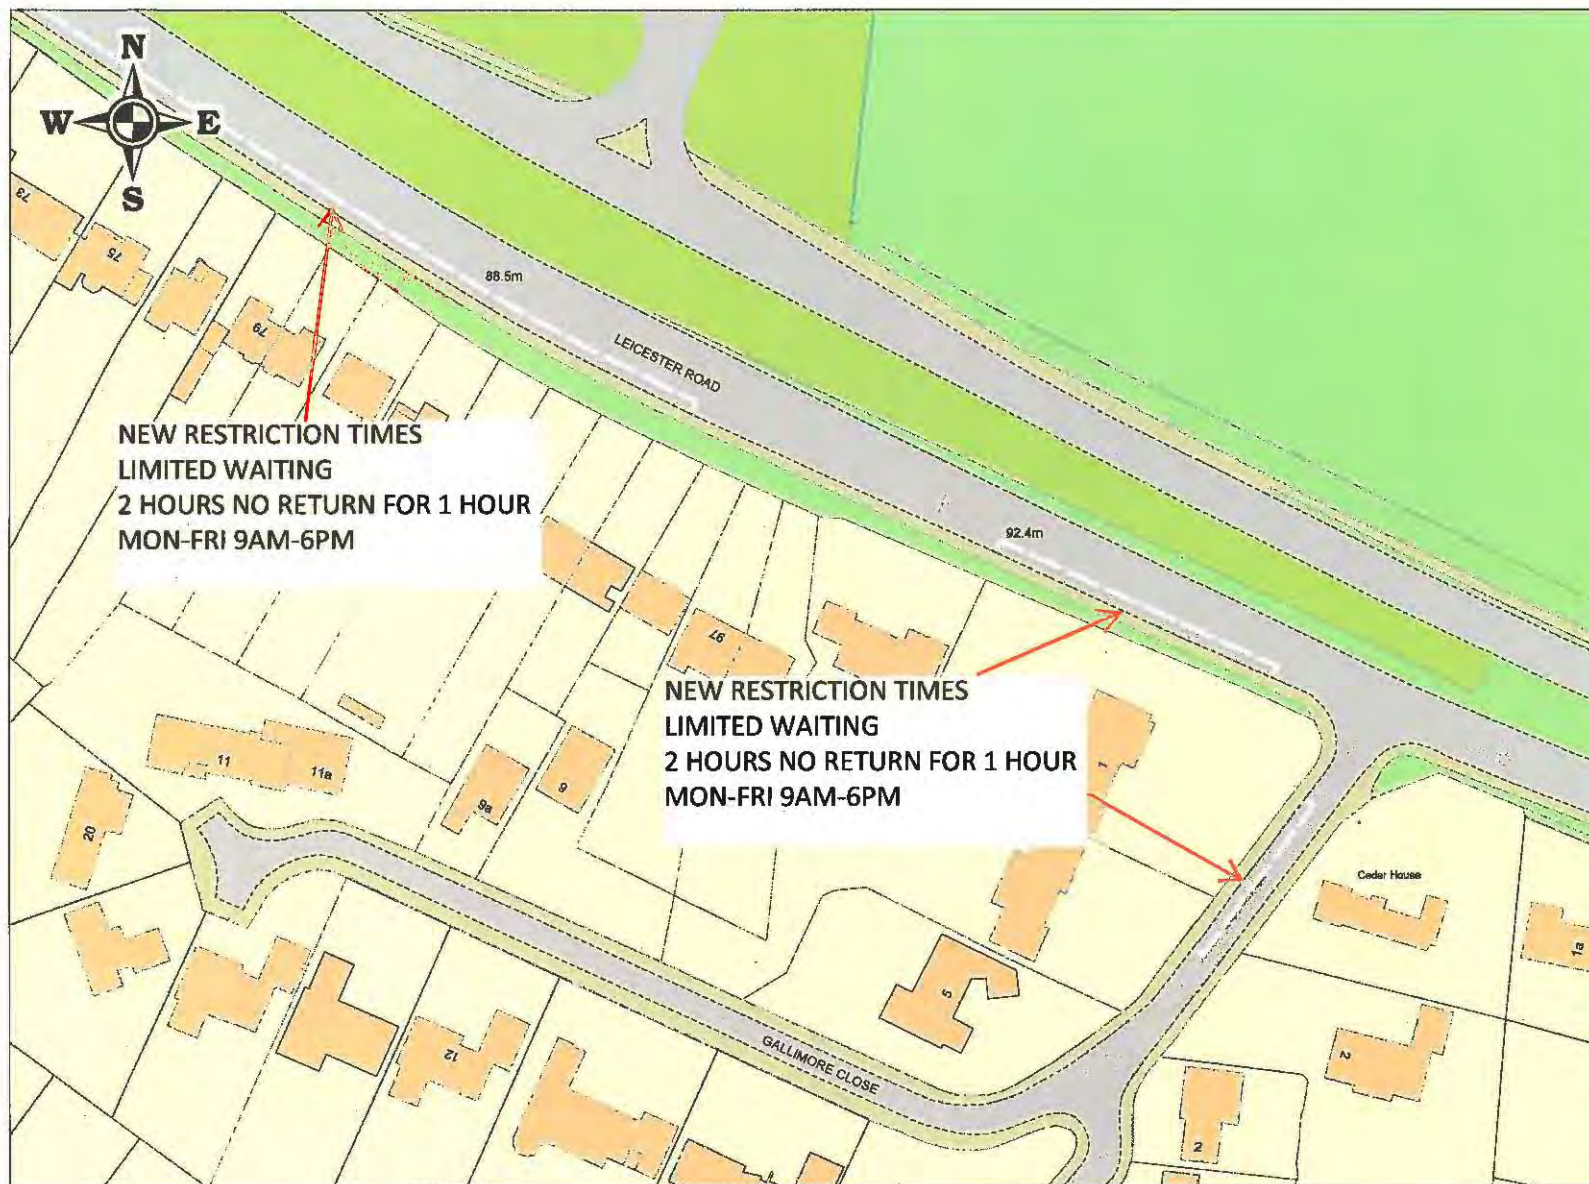 N
W E
S
73
75
79
88.5m
LEICESTER ROAD
NEW RESTRICTION TIMES
LIMITED WAITING
2 HOURS NO RETURN FOR 1 HOUR
MON-FRI 9AM-6PM
92.4m
97
NEW RESTRICTION TIMES
LIMITED WAITING
2 HOURS NO RETURN FOR 1 HOUR
MON-FRI 9AM-6PM
1
11
11a
9a
9
20
Cedar House
1a
5
GALLIMORE CLOSE
12
2
2